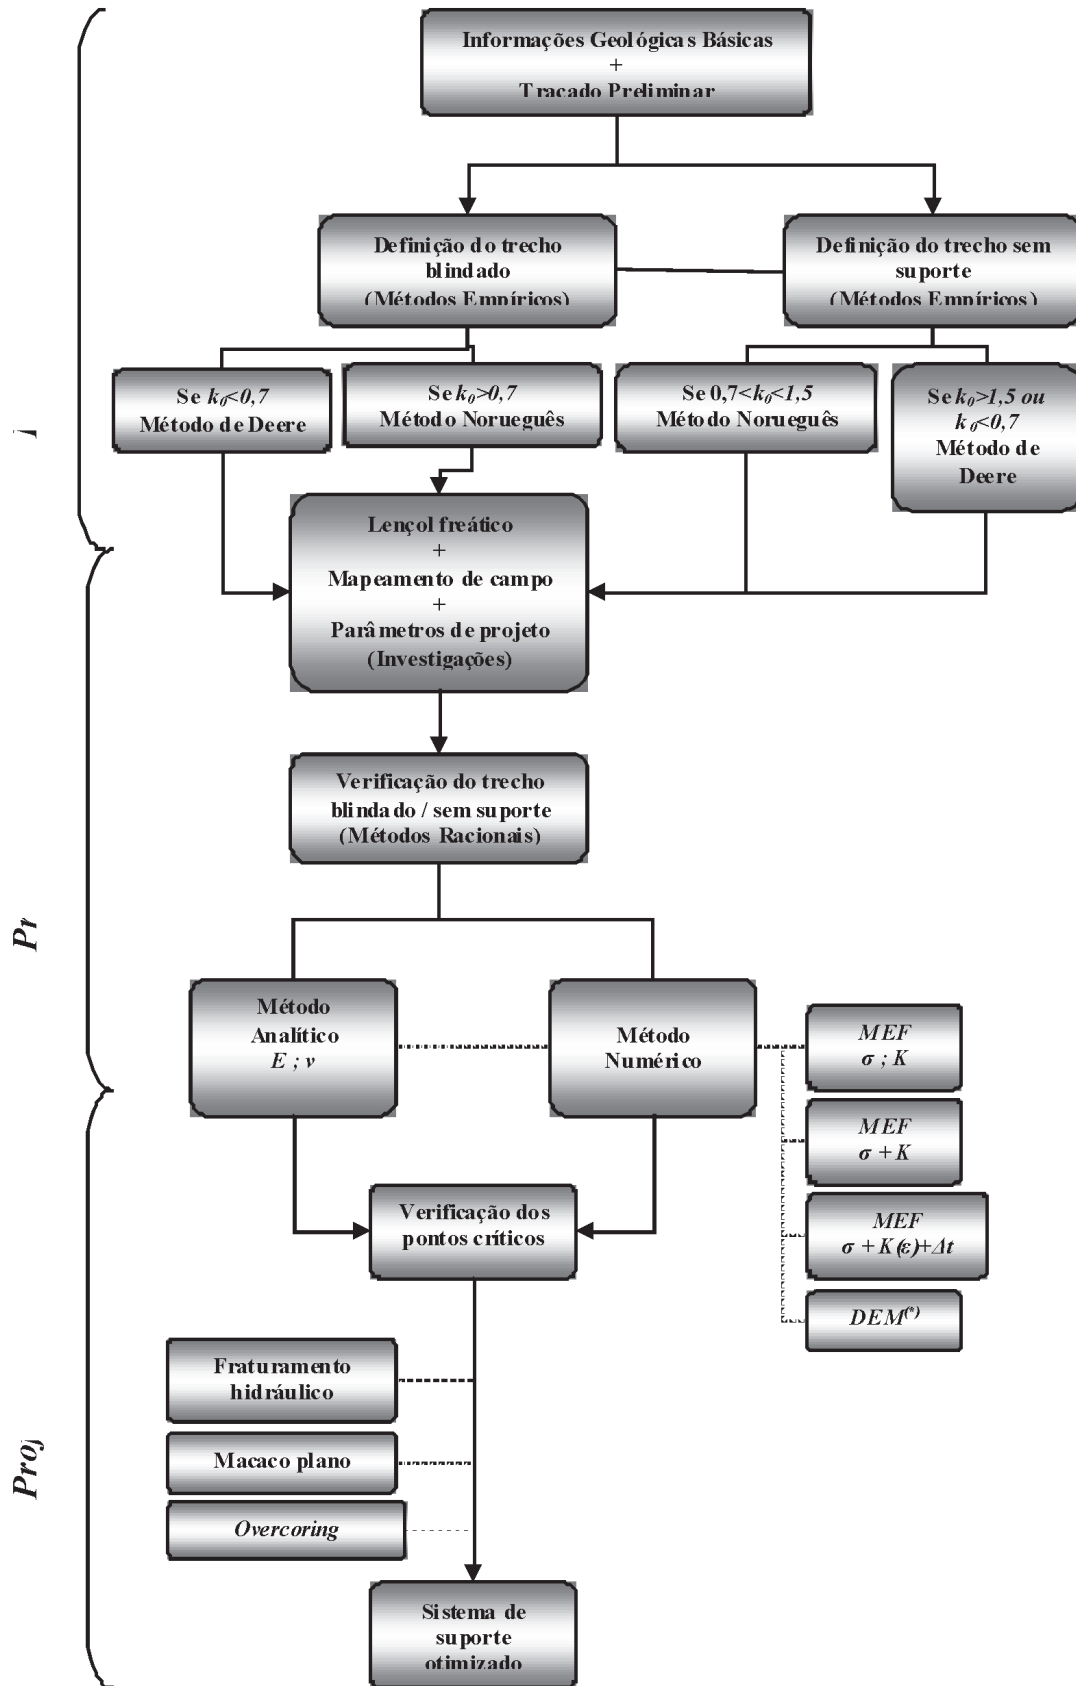 Informações Geológicas Básicas
+
Traçado Preliminar
Definição do trecho
blindado
(Métodos Empíricos)
Definição do trecho sem
suporte
(Métodos Empíricos)
Se k₀<0,7
Método de Deere
Se k₀>0,7
Método Norueguês
Se 0,7<k₀<1,5
Método Norueguês
Se k₀>1,5 ou
k₀<0,7
Método de
Deere
Lençol freático
+
Mapeamento de campo
+
Parâmetros de projeto
(Investigações)
Verificação do trecho
blindado / sem suporte
(Métodos Racionais)
Pr
Método
Analítico
E ; ν
Método
Numérico
MEF
σ ; K
MEF
σ + K
MEF
σ + K(ε)+Δt
DEM(*)
Verificação dos
pontos críticos
Fraturamento
hidráulico
Macaco plano
Overcoring
Proj
Sistema de
suporte
otimizado